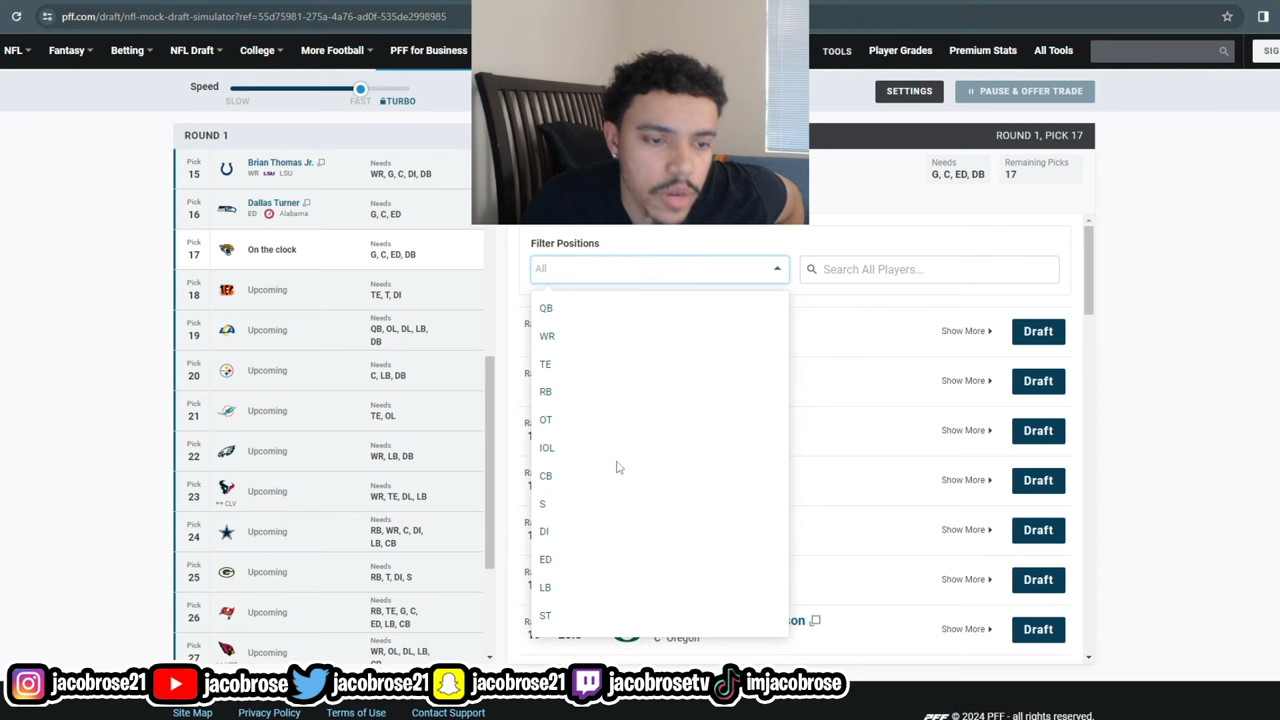 pff.com/draft/nfl-mock-draft-simulator?ref=55d75981-275a-4a76-ad0f-535de2998985
NFL Fantasy Betting NFL Draft College More Football PFF for Business TOOLS Player Grades Premium Stats All Tools
Speed
SLOW FAST TURBO
SETTINGS
PAUSE & OFFER TRADE
ROUND 1
ROUND 1, PICK 17
Needs
G, C, ED, DB
Remaining Picks
17
Pick
15
Brian Thomas Jr.
WR LSU LSU
Needs
WR, G, C, DI, DB
Pick
16
Dallas Turner
ED Alabama
Needs
G, C, ED
Pick
17
On the clock
Needs
G, C, ED, DB
Pick
18
Upcoming
Needs
TE, T, DI
Pick
19
Upcoming
Needs
QB, OL, DL, LB,
DB
Pick
20
Upcoming
Needs
C, LB, DB
Pick
21
Upcoming
Needs
TE, OL
Pick
22
Upcoming
Needs
WR, LB, DB
Pick
23
CLV
Upcoming
Needs
WR, TE, DL, LB
Pick
24
Upcoming
Needs
RB, WR, C, DI,
LB, CB
Pick
25
Upcoming
Needs
RB, T, DI, S
Pick
26
Upcoming
Needs
RB, TE, G, C,
ED, LB, CB
Pick
27
Upcoming
Needs
WR, OL, DL, LB,
Filter Positions
All
Search All Players...
QB
WR
TE
RB
OT
IOL
CB
S
DI
ED
LB
ST
Show More Draft
Show More Draft
Show More Draft
Show More Draft
Show More Draft
Show More Draft
Show More Draft
C Oregon
jacobrose21 jacobrose jacobrose21 jacobrose21 jacobrosetv imjacobrose
Site Map Privacy Policy Terms of Use Contact Support
PFF © 2024 PFF - all rights reserved.